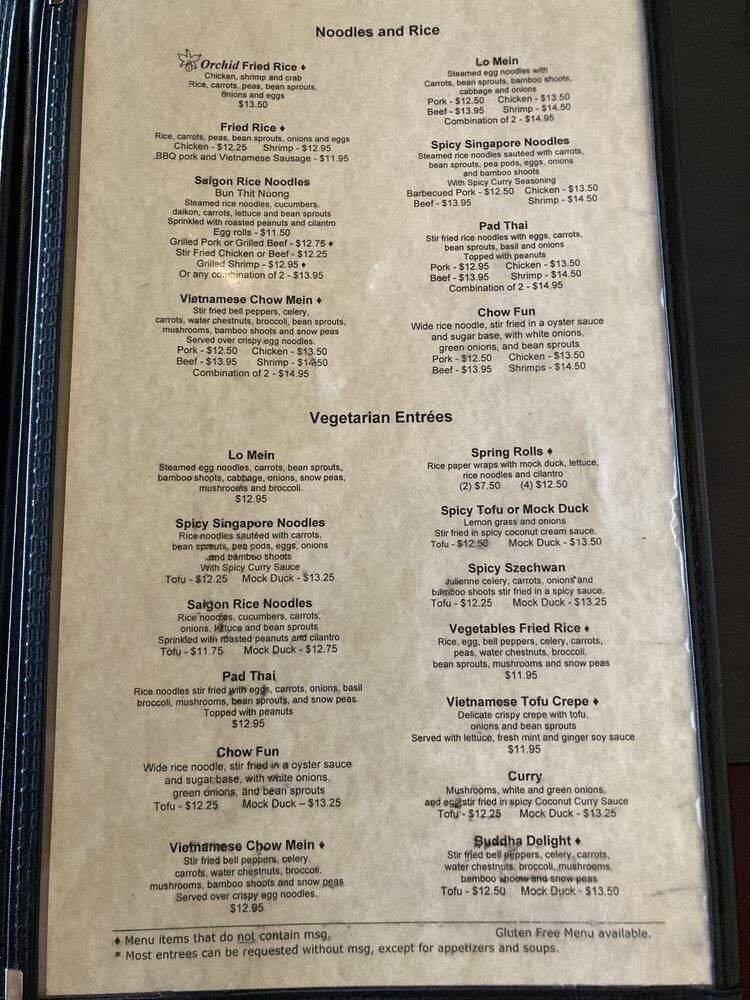 Noodles and Rice
Orchid Fried Rice ♦
Chicken, shrimp and crab
Rice, carrots, peas, bean sprouts,
onions and eggs
$13.50
Fried Rice ♦
Rice, carrots, peas, bean sprouts, onions and eggs
Chicken - $12.25 Shrimp - $12.95
BBQ pork and Vietnamese Sausage - $11.95
Saigon Rice Noodles
Bun Thit Nuong
Steamed rice noodles, cucumbers,
daikon, carrots, lettuce and bean sprouts
Sprinkled with roasted peanuts and cilantro
Egg rolls - $11.50
Grilled Pork or Grilled Beef - $12.75 ♦
Stir Fried Chicken or Beef - $12.25
Grilled Shrimp - $12.95 ♦
Or any combination of 2 - $13.95
Vietnamese Chow Mein ♦
Stir fried bell peppers, celery,
carrots, water chestnuts, broccoli, bean sprouts,
mushrooms, bamboo shoots and snow peas
Served over crispy egg noodles.
Pork - $12.50 Chicken - $13.50
Beef - $13.95 Shrimp - $14.50
Combination of 2 - $14.95
Lo Mein
Steamed egg noodles with
Carrots, bean sprouts, bamboo shoots,
cabbage and onions
Pork - $12.50 Chicken - $13.50
Beef - $13.95 Shrimp - $14.50
Combination of 2 - $14.95
Spicy Singapore Noodles
Steamed rice noodles sautéed with carrots,
bean sprouts, pea pods, eggs, onions
and bamboo shoots
With Spicy Curry Seasoning
Barbecued Pork - $12.50 Chicken - $13.50
Beef - $13.95 Shrimp - $14.50
Pad Thai
Stir fried rice noodles with eggs, carrots,
bean sprouts, basil and onions
Topped with peanuts
Pork - $12.95 Chicken - $13.50
Beef - $13.95 Shrimp - $14.50
Combination of 2 - $14.95
Chow Fun
Wide rice noodle, stir fried in a oyster sauce
and sugar base, with white onions,
green onions, and bean sprouts
Pork - $12.50 Chicken - $13.50
Beef - $13.95 Shrimps - $14.50
Vegetarian Entrées
Lo Mein
Steamed egg noodles, carrots, bean sprouts,
bamboo shopts, cabbage, onions, snow peas,
mushrooms and broccoli.
$12.95
Spicy Singapore Noodles
Rice noodles sautéed with carrots,
bean sprouts, pea pods, eggs, onions
and bamboo shoots
With Spicy Curry Sauce
Tofu - $12.25 Mock Duck - $13.25
Saigon Rice Noodles
Rice noodles, cucumbers, carrots,
onions, lettuce and bean sprouts
Sprinkled with roasted peanuts and cilantro
Tofu - $11.75 Mock Duck - $12.75
Pad Thai
Rice noodles stir fried with eggs, carrots, onions, basil
broccoli, mushrooms, bean sprouts, and snow peas.
Topped with peanuts
$12.95
Chow Fun
Wide rice noodle, stir fried in a oyster sauce
and sugar base, with white onions
green onions, and bean sprouts
Tofu - $12.25 Mock Duck – $13.25
Vietnamese Chow Mein ♦
Stir fried bell peppers, celery,
carrots, water chestnuts, broccoli,
mushrooms, bamboo shoots and snow peas
Served over crispy egg noodles.
$12.95
Spring Rolls ♦
Rice paper wraps with mock duck, lettuce,
rice noodles and cilantro
(2) $7.50 (4) $12.50
Spicy Tofu or Mock Duck
Lemon grass and onions
Stir fried in spicy coconut cream sauce.
Tofu - $12.50 Mock Duck - $13.50
Spicy Szechwan
Julienne celery, carrots, onions and
bamboo shoots stir fried in a spicy sauce.
Tofu - $12.25 Mock Duck - $13.25
Vegetables Fried Rice ♦
Rice, egg, bell peppers, celery, carrots,
peas, water chestnuts, broccoli,
bean sprouts, mushrooms and snow peas
$11.95
Vietnamese Tofu Crepe ♦
Delicate crispy crepe with tofu,
onions and bean sprouts
Served with lettuce, fresh mint and ginger soy sauce
$11.95
Curry
Mushrooms, white and green onions,
and egg stir fried in spicy Coconut Curry Sauce
Tofu - $12.25 Mock Duck - $13.25
Buddha Delight ♦
Stir fried bell peppers, celery, carrots,
water chestnuts, broccoli, mushrooms,
bamboo shoots and snow peas
Tofu - $12.50 Mock Duck - $13.50
♦ Menu items that do not contain msg. Gluten Free Menu available.
* Most entrees can be requested without msg, except for appetizers and soups.